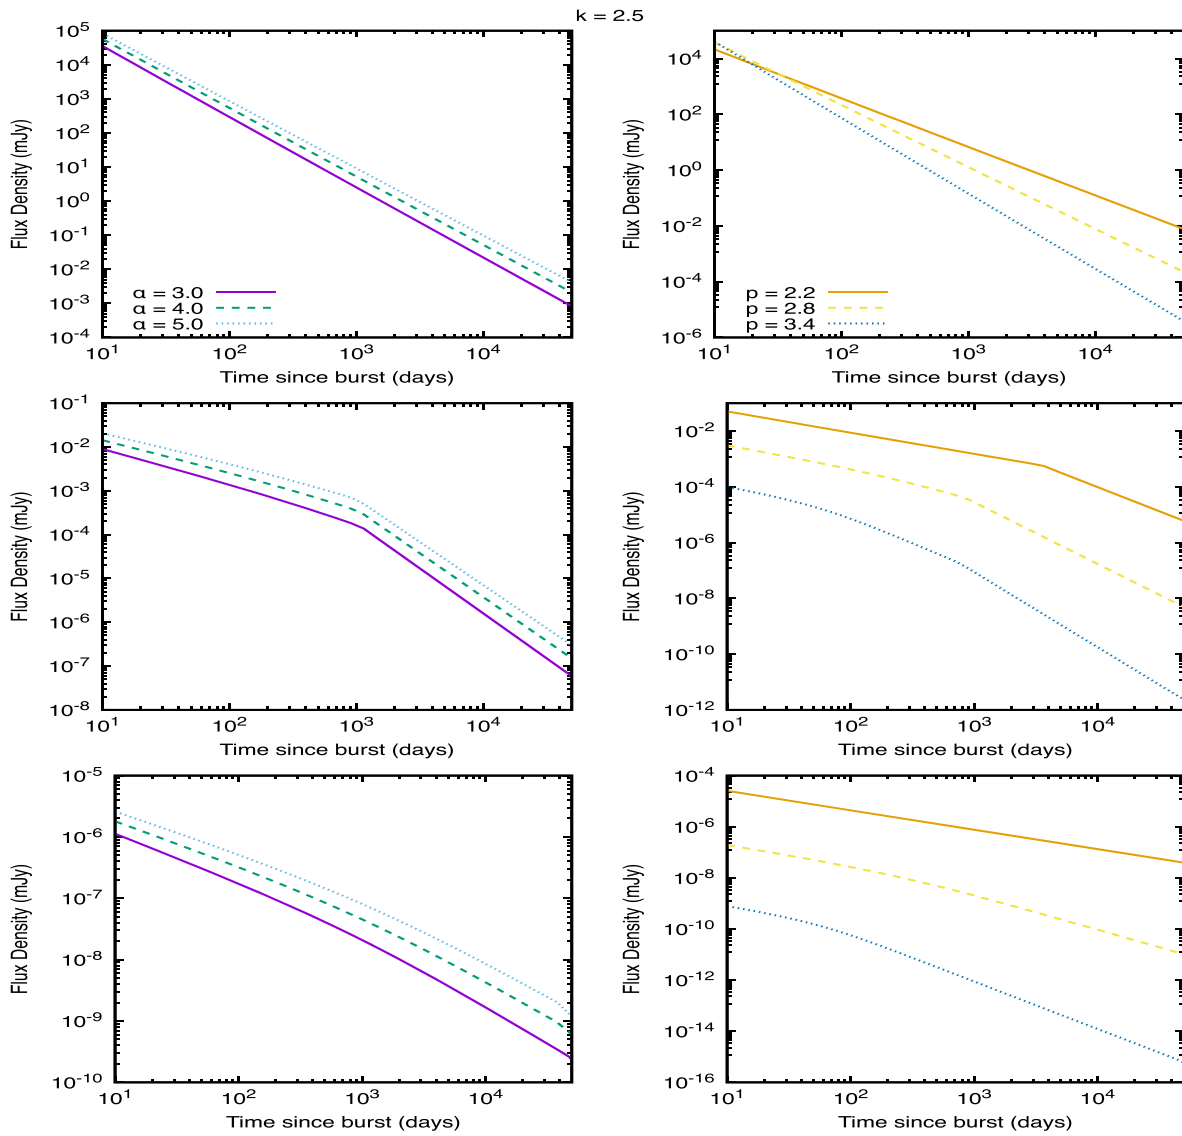 k = 2.5
10^5
10^4
10^3
10^2
10^1
10^0
10^-1
10^-2
10^-3
10^-4
Flux Density (mJy)
α = 3.0
α = 4.0
α = 5.0
10^1 10^2 10^3 10^4
Time since burst (days)
10^4
10^2
10^0
10^-2
10^-4
10^-6
Flux Density (mJy)
p = 2.2
p = 2.8
p = 3.4
10^1 10^2 10^3 10^4
Time since burst (days)
10^-1
10^-2
10^-3
10^-4
10^-5
10^-6
10^-7
10^-8
Flux Density (mJy)
10^1 10^2 10^3 10^4
Time since burst (days)
10^-2
10^-4
10^-6
10^-8
10^-10
10^-12
Flux Density (mJy)
10^1 10^2 10^3 10^4
Time since burst (days)
10^-5
10^-6
10^-7
10^-8
10^-9
10^-10
Flux Density (mJy)
10^1 10^2 10^3 10^4
Time since burst (days)
10^-4
10^-6
10^-8
10^-10
10^-12
10^-14
10^-16
Flux Density (mJy)
10^1 10^2 10^3 10^4
Time since burst (days)